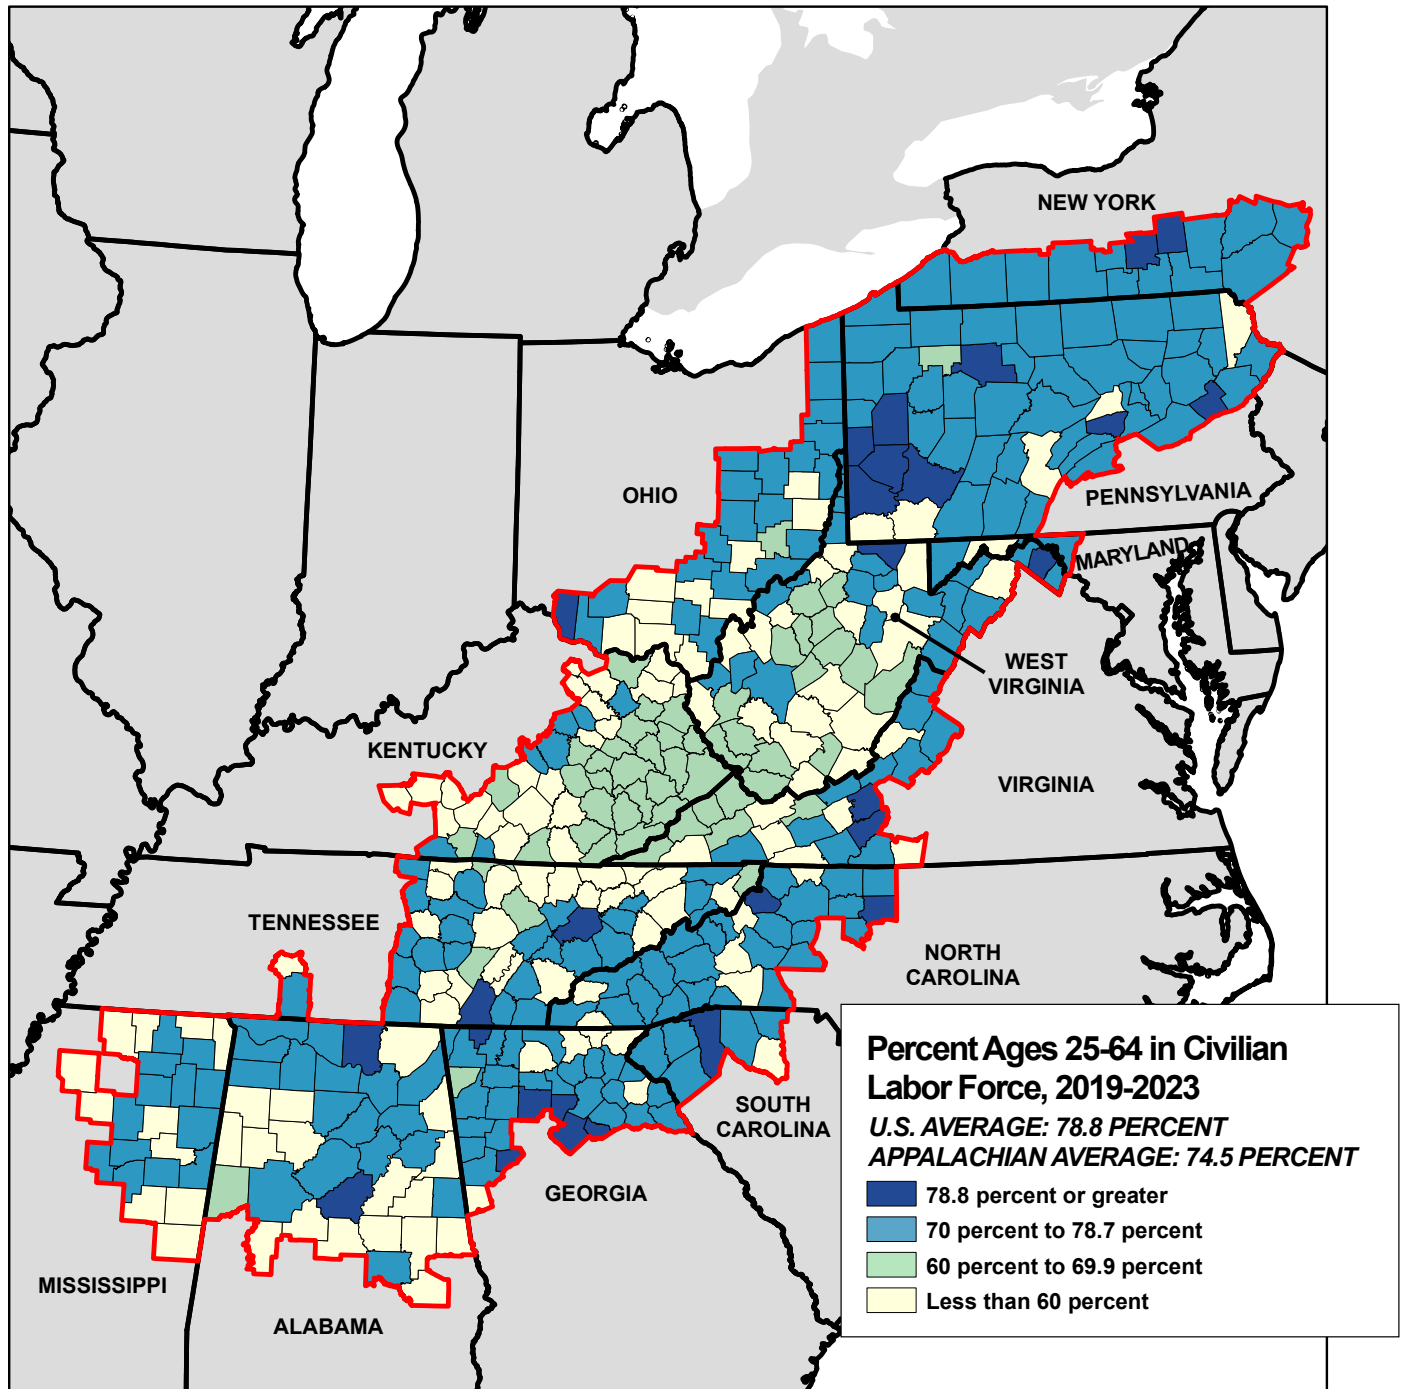 NEW YORK
OHIO
PENNSYLVANIA
MARYLAND
WEST
VIRGINIA
KENTUCKY
VIRGINIA
TENNESSEE
NORTH
CAROLINA
SOUTH
CAROLINA
GEORGIA
MISSISSIPPI
ALABAMA
Percent Ages 25-64 in Civilian
Labor Force, 2019-2023
U.S. AVERAGE: 78.8 PERCENT
APPALACHIAN AVERAGE: 74.5 PERCENT
78.8 percent or greater
70 percent to 78.7 percent
60 percent to 69.9 percent
Less than 60 percent